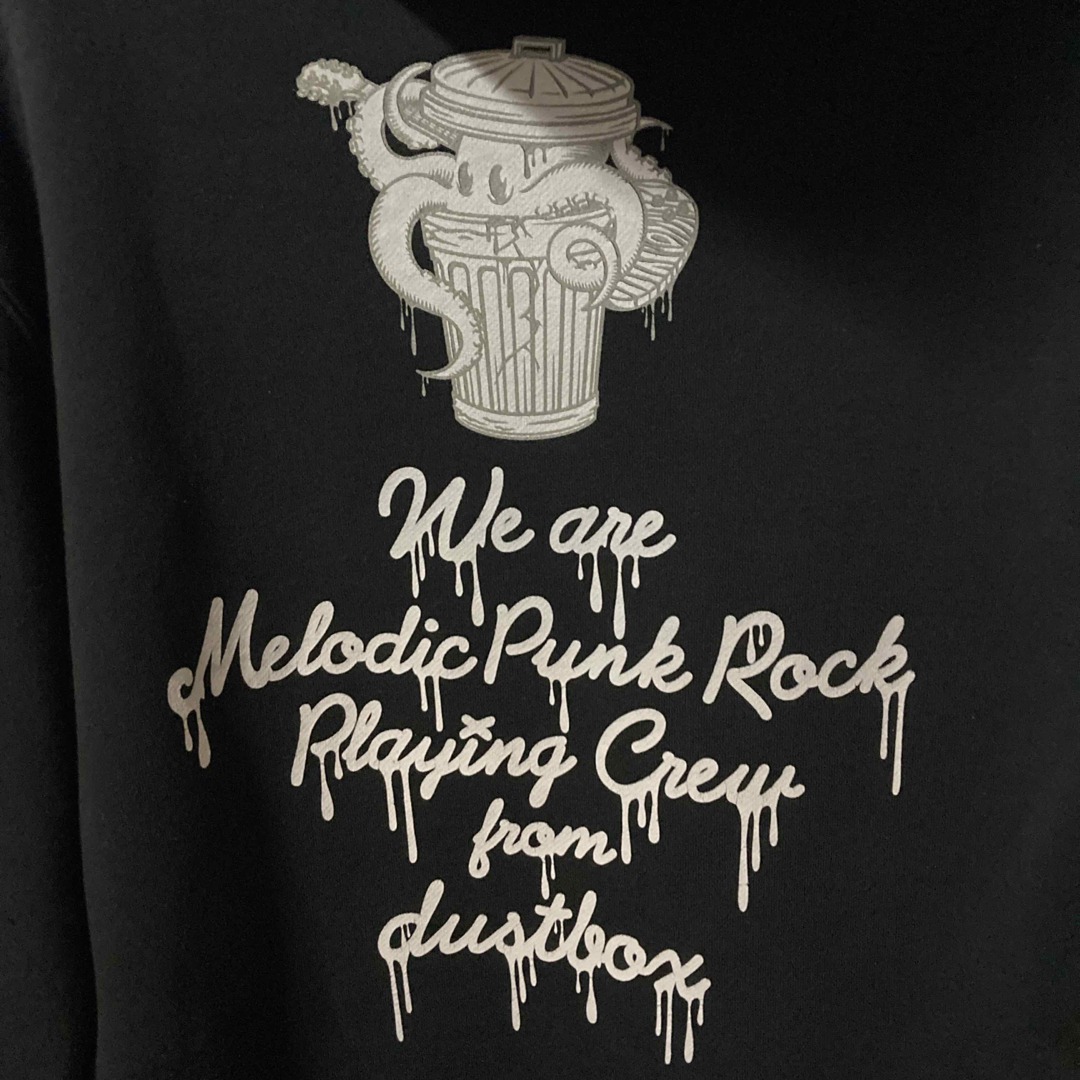 We are
Melodic Punk Rock
Playing Crew
from
dustbox